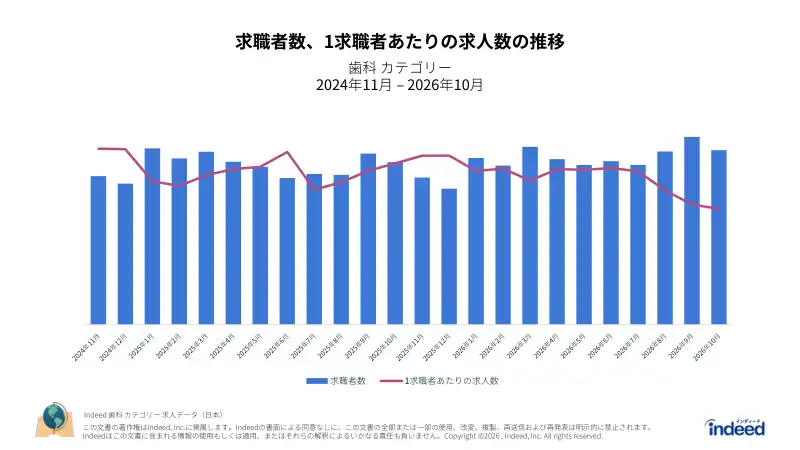 求職者数、1求職者あたりの求人数の推移
歯科 カテゴリー
2024年11月 – 2026年10月
2024年11月
2024年12月
2025年1月
2025年2月
2025年3月
2025年4月
2025年5月
2025年6月
2025年7月
2025年8月
2025年9月
2025年10月
2025年11月
2025年12月
2026年1月
2026年2月
2026年3月
2026年4月
2026年5月
2026年6月
2026年7月
2026年8月
2026年9月
2026年10月
求職者数
1求職者あたりの求人数
Indeed 歯科 カテゴリー 求人データ（日本）
この文書の著作権はIndeed, Inc.に帰属します。Indeedの書面による同意なしに、この文書の全部または一部の使用、改変、複製、再送信および再発表は明示的に禁止されます。
Indeedはこの文書に含まれる情報の使用もしくは適用、またはそれらの解釈によるいかなる責任も負いません。Copyright ©2026 , Indeed, Inc. All rights reserved.
インディード
indeed